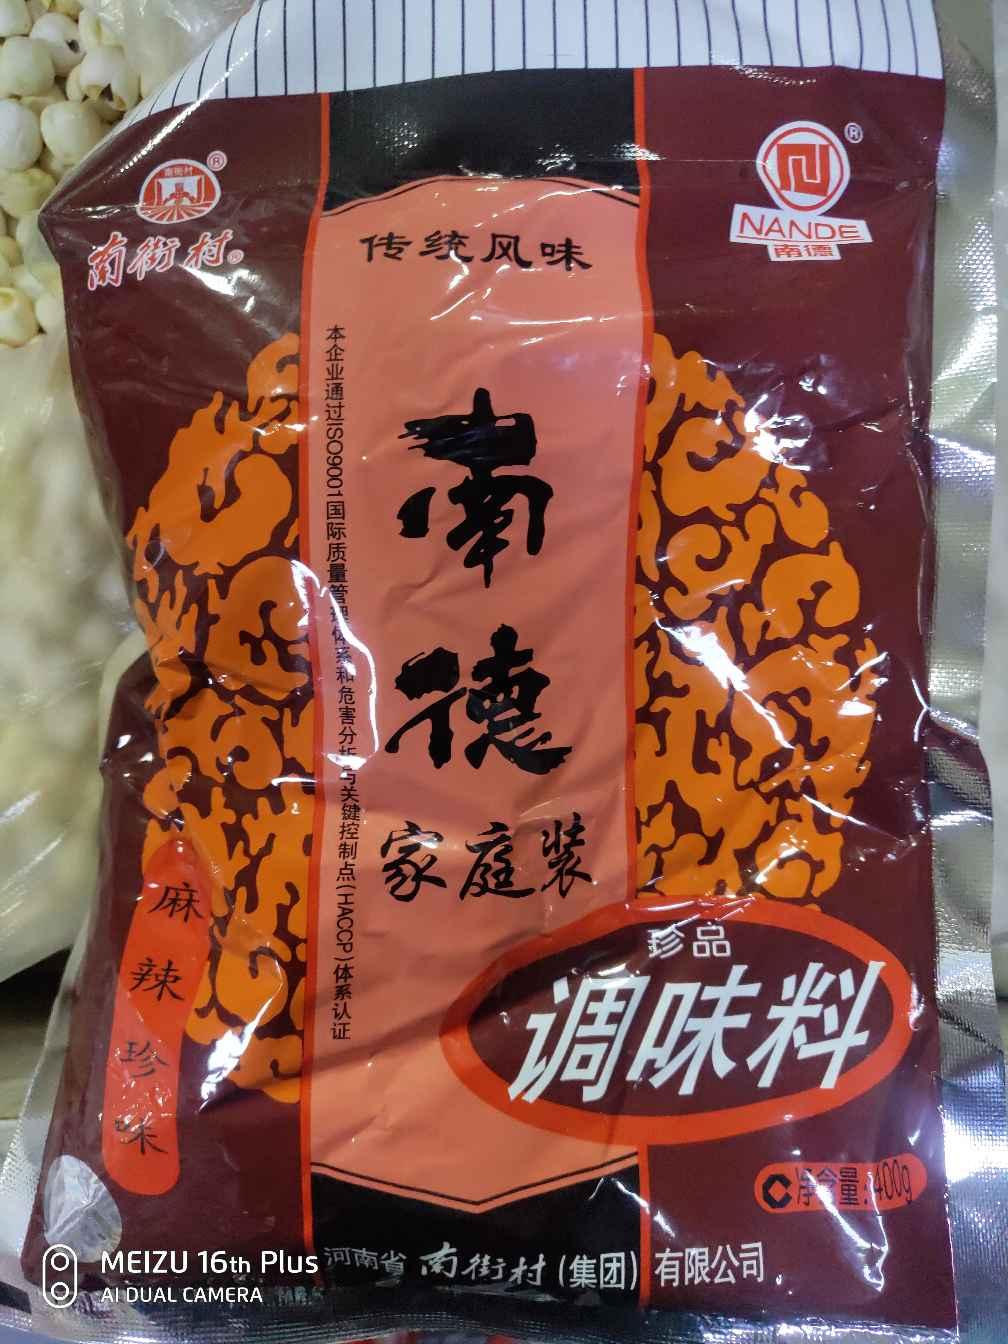 南街村
®
南街村®
®
NANDE
南德
传统风味
本企业通过ISO9001国际质量管理体系和危害分析与关键控制点(HACCP)体系认证
南德
家庭装
麻辣珍味
珍品
调味料
净含量:400g
河南省南街村(集团)有限公司
MEIZU 16th Plus
AI DUAL CAMERA